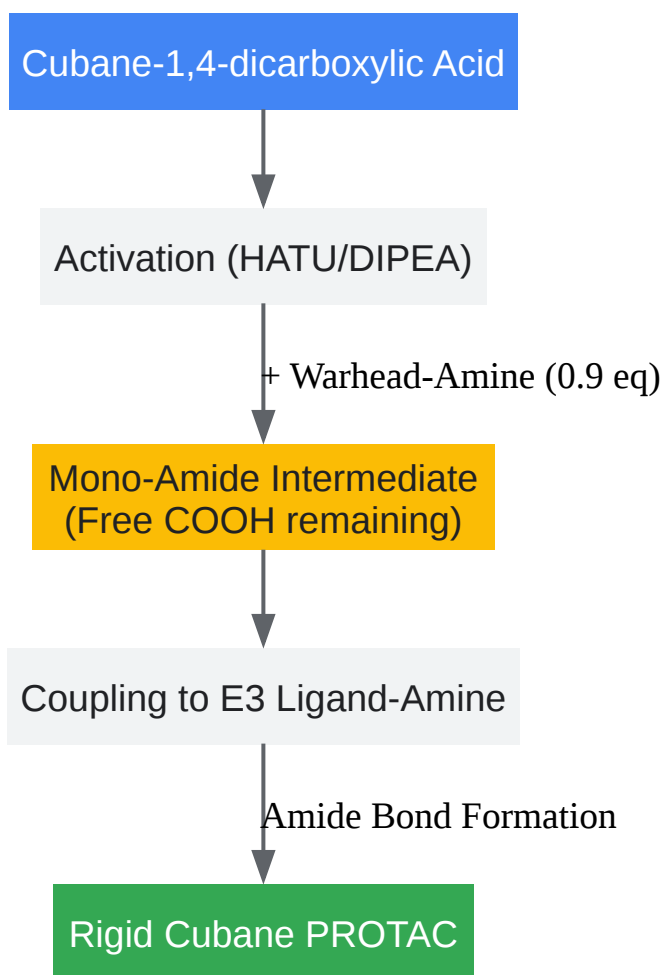 Cubane-1,4-dicarboxylic Acid
Activation (HATU/DIPEA)
+ Warhead-Amine (0.9 eq)
Mono-Amide Intermediate
(Free COOH remaining)
Coupling to E3 Ligand-Amine
Amide Bond Formation
Rigid Cubane PROTAC